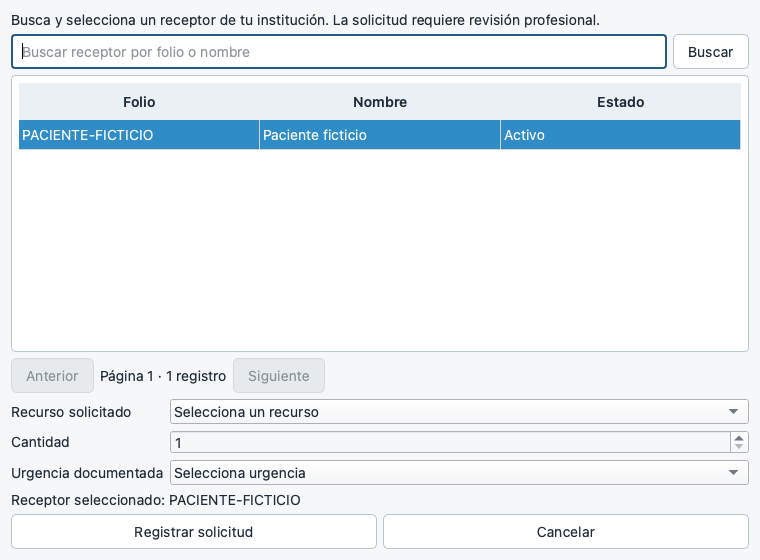 Busca y selecciona un receptor de tu institución. La solicitud requiere revisión profesional.
Buscar receptor por folio o nombre
Buscar
Folio Nombre Estado
PACIENTE-FICTICIO Paciente ficticio Activo
Anterior Página 1 · 1 registro Siguiente
Recurso solicitado Selecciona un recurso
Cantidad 1
Urgencia documentada Selecciona urgencia
Receptor seleccionado: PACIENTE-FICTICIO
Registrar solicitud Cancelar